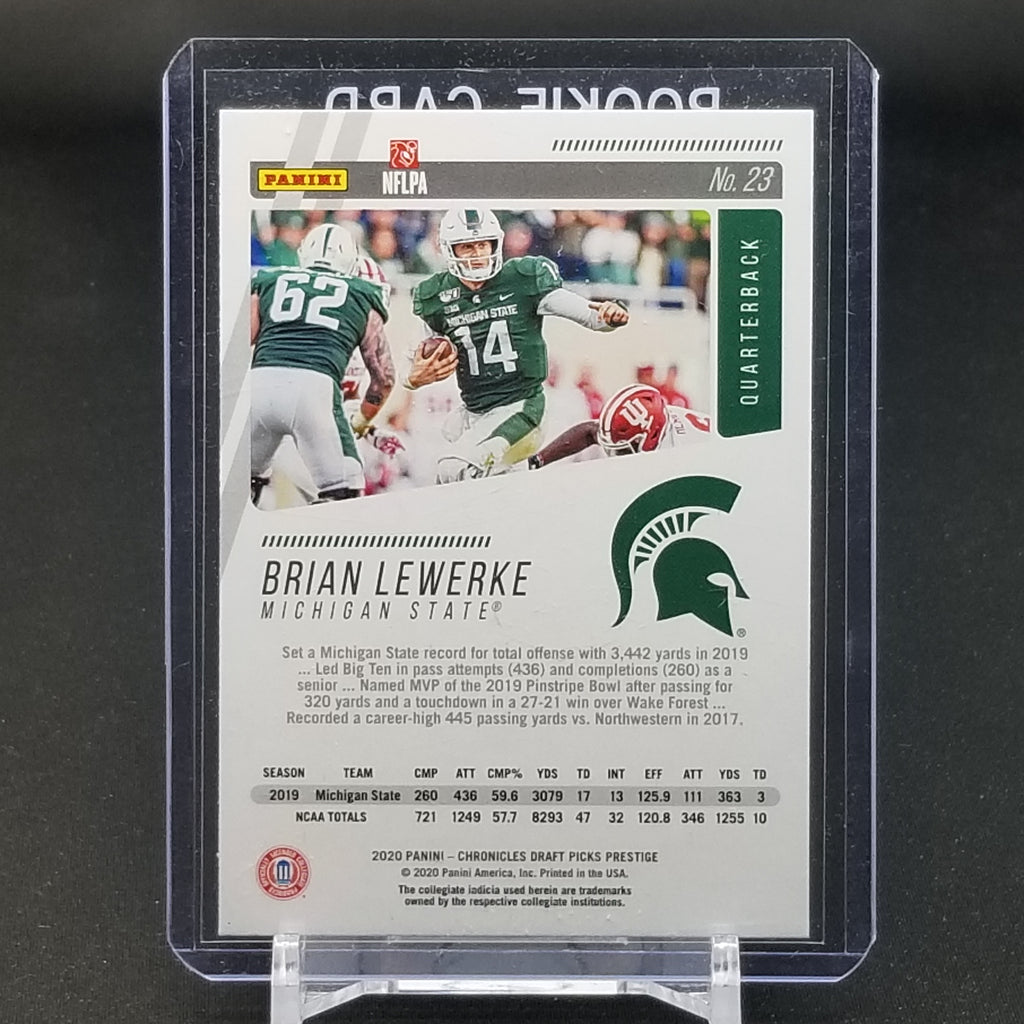 ROOKIE CARD
PANINI
NFLPA
No. 23
QUARTERBACK
62
14
MICHIGAN STATE
14
BRIAN LEWERKE
MICHIGAN STATE®
Set a Michigan State record for total offense with 3,442 yards in 2019
... Led Big Ten in pass attempts (436) and completions (260) as a
senior ... Named MVP of the 2019 Pinstripe Bowl after passing for
320 yards and a touchdown in a 27-21 win over Wake Forest ...
Recorded a career-high 445 passing yards vs. Northwestern in 2017.
SEASON TEAM CMP ATT CMP% YDS TD INT EFF ATT YDS TD
2019 Michigan State 260 436 59.6 3079 17 13 125.9 111 363 3
NCAA TOTALS 721 1249 57.7 8293 47 32 120.8 346 1255 10
OFFICIALLY LICENSED COLLEGIATE PRODUCTS
2020 PANINI – CHRONICLES DRAFT PICKS PRESTIGE
© 2020 Panini America, Inc. Printed in the USA.
The collegiate indicia used herein are trademarks
owned by the respective collegiate institutions.